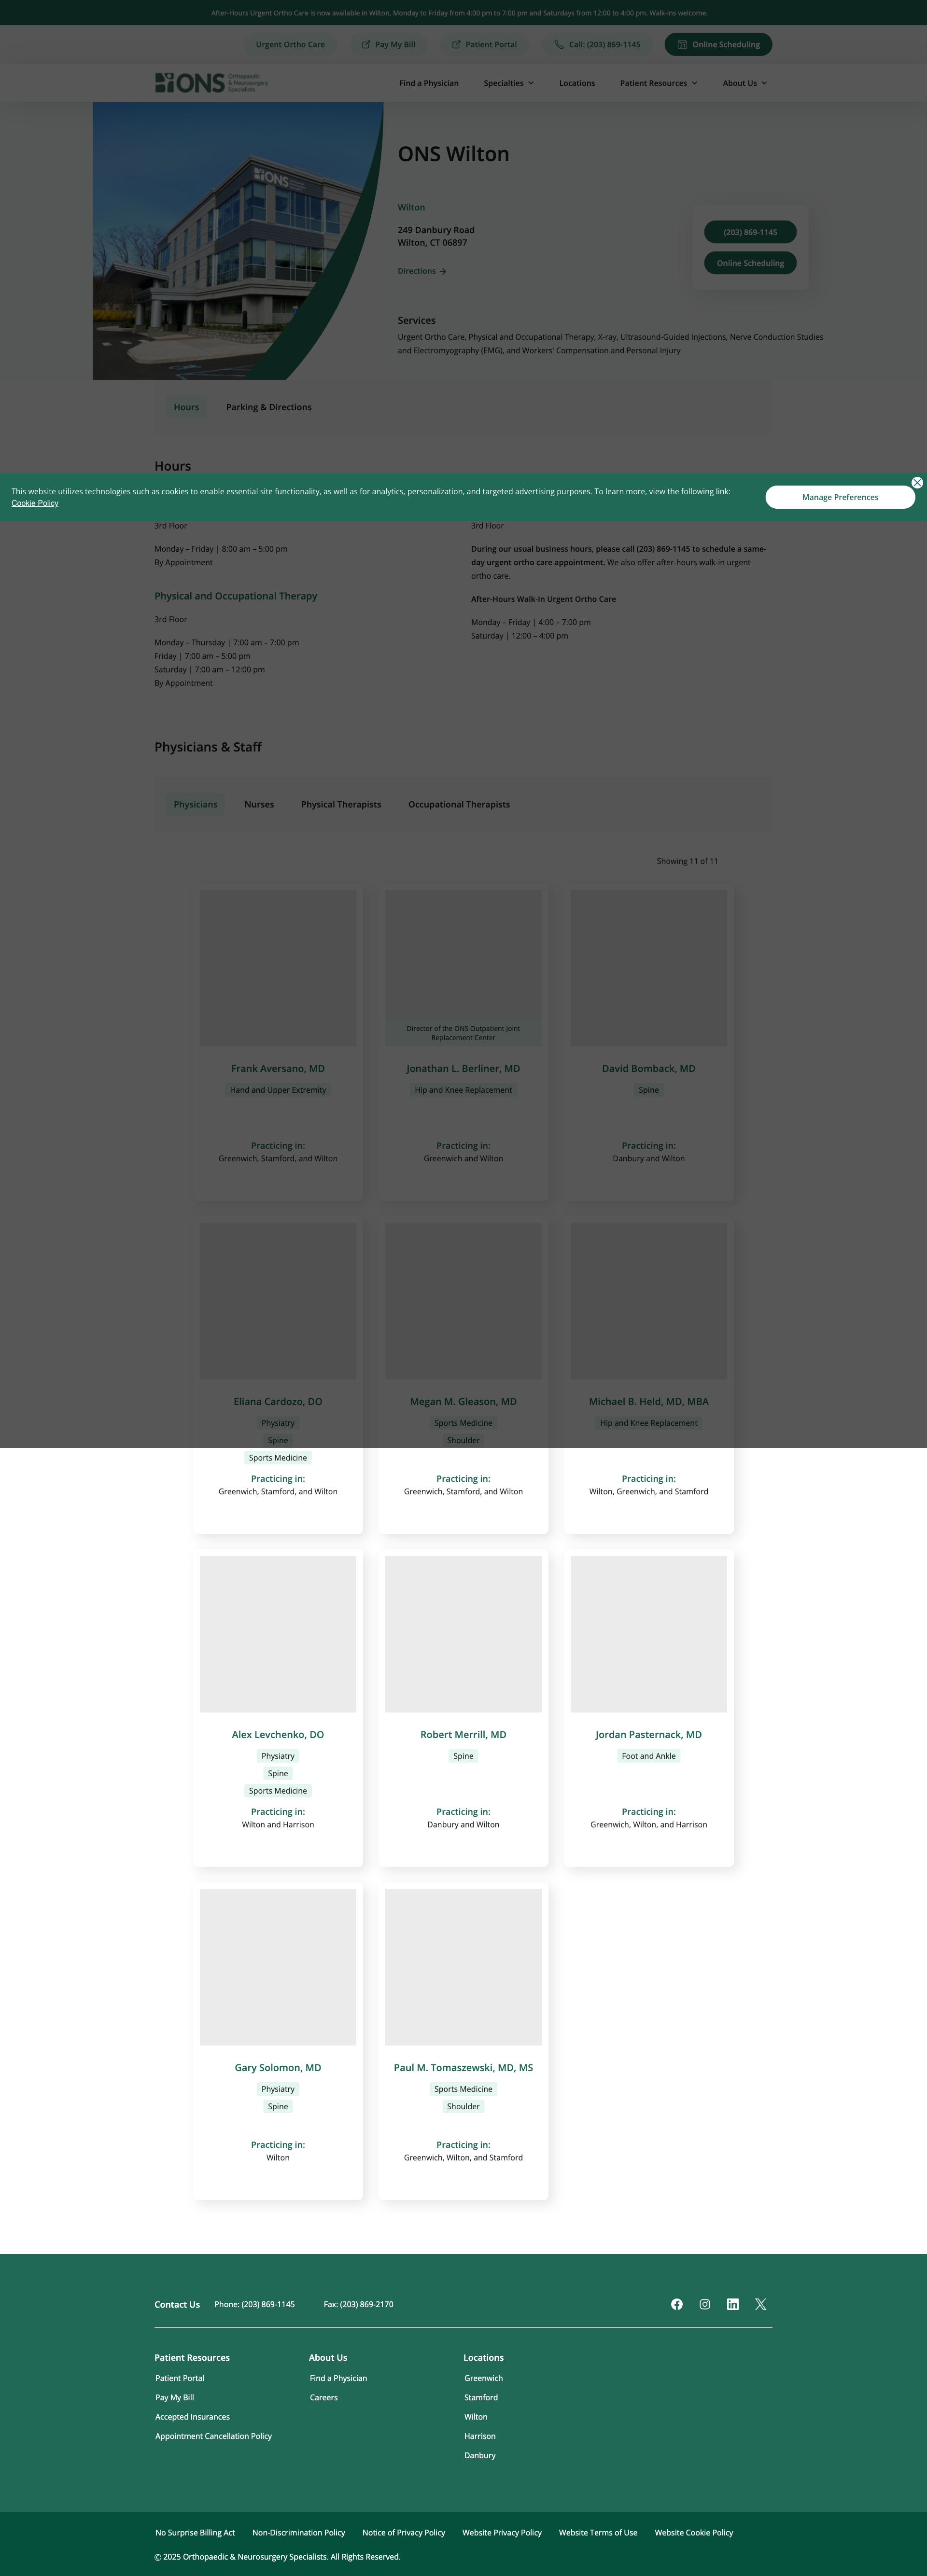 After-Hours Urgent Ortho Care is now available in Wilton, Monday to Friday from 4:00 pm to 7:00 pm and Saturdays from 12:00 to 4:00 pm. Walk-ins welcome.
Urgent Ortho Care Pay My Bill Patient Portal Call: (203) 869-1145 Online Scheduling
ONS Orthopaedic & Neurosurgery Specialists
Find a Physician Specialties Locations Patient Resources About Us
ONS
ONS Wilton
Wilton
249 Danbury Road
Wilton, CT 06897
Directions
(203) 869-1145
Online Scheduling
Services
Urgent Ortho Care, Physical and Occupational Therapy, X-ray, Ultrasound-Guided Injections, Nerve Conduction Studies
and Electromyography (EMG), and Workers' Compensation and Personal Injury
Hours Parking & Directions
Hours
This website utilizes technologies such as cookies to enable essential site functionality, as well as for analytics, personalization, and targeted advertising purposes. To learn more, view the following link:
Cookie Policy
Manage Preferences
3rd Floor
Monday – Friday | 8:00 am – 5:00 pm
By Appointment
Physical and Occupational Therapy
3rd Floor
Monday – Thursday | 7:00 am – 7:00 pm
Friday | 7:00 am – 5:00 pm
Saturday | 7:00 am – 12:00 pm
By Appointment
3rd Floor
During our usual business hours, please call (203) 869-1145 to schedule a same-
day urgent ortho care appointment. We also offer after-hours walk-in urgent
ortho care.
After-Hours Walk-in Urgent Ortho Care
Monday – Friday | 4:00 – 7:00 pm
Saturday | 12:00 – 4:00 pm
Physicians & Staff
Physicians Nurses Physical Therapists Occupational Therapists
Showing 11 of 11
Frank Aversano, MD
Hand and Upper Extremity
Practicing in:
Greenwich, Stamford, and Wilton
Director of the ONS Outpatient Joint
Replacement Center
Jonathan L. Berliner, MD
Hip and Knee Replacement
Practicing in:
Greenwich and Wilton
David Bomback, MD
Spine
Practicing in:
Danbury and Wilton
Eliana Cardozo, DO
Physiatry
Spine
Sports Medicine
Practicing in:
Greenwich, Stamford, and Wilton
Megan M. Gleason, MD
Sports Medicine
Shoulder
Practicing in:
Greenwich, Stamford, and Wilton
Michael B. Held, MD, MBA
Hip and Knee Replacement
Practicing in:
Wilton, Greenwich, and Stamford
Alex Levchenko, DO
Physiatry
Spine
Sports Medicine
Practicing in:
Wilton and Harrison
Robert Merrill, MD
Spine
Practicing in:
Danbury and Wilton
Jordan Pasternack, MD
Foot and Ankle
Practicing in:
Greenwich, Wilton, and Harrison
Gary Solomon, MD
Physiatry
Spine
Practicing in:
Wilton
Paul M. Tomaszewski, MD, MS
Sports Medicine
Shoulder
Practicing in:
Greenwich, Wilton, and Stamford
Contact Us Phone: (203) 869-1145 Fax: (203) 869-2170
Patient Resources
Patient Portal
Pay My Bill
Accepted Insurances
Appointment Cancellation Policy
About Us
Find a Physician
Careers
Locations
Greenwich
Stamford
Wilton
Harrison
Danbury
No Surprise Billing Act Non-Discrimination Policy Notice of Privacy Policy Website Privacy Policy Website Terms of Use Website Cookie Policy
© 2025 Orthopaedic & Neurosurgery Specialists. All Rights Reserved.